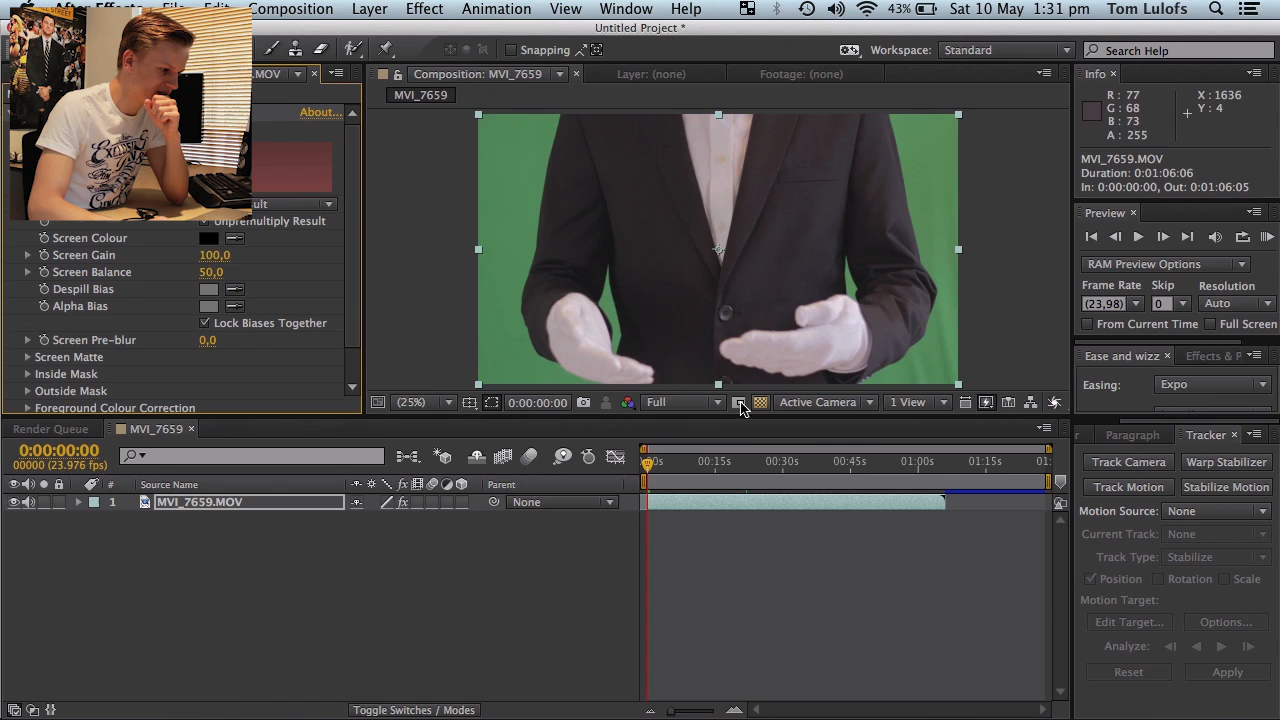 After Effects File Edit Composition Layer Effect Animation View Window Help 43% Sat 10 May 1:31 pm Tom Lulofs
Untitled Project *
Snapping Workspace: Standard Search Help
.MOV × Composition: MVI_7659 × Layer: (none) Footage: (none) Info ×
MVI_7659
R : 77 X : 1636
G : 68 Y : 4
B : 73
A : 255
About...
MVI_7659.MOV
Duration: 0:01:06:06
In: 0:00:00:00, Out: 0:01:06:05
Preview ×
Unpremultiply Result
Screen Colour
Screen Gain 100,0
Screen Balance 50,0
Despill Bias
Alpha Bias
Lock Biases Together
Screen Pre-blur 0,0
Screen Matte
Inside Mask
Outside Mask
Foreground Colour Correction
RAM Preview Options
Frame Rate Skip Resolution
(23,98) 0 Auto
From Current Time Full Screen
Ease and wizz × Effects & P
Easing: Expo
(25%) 0:00:00:00 Full Active Camera 1 View
Render Queue MVI_7659 ×
Paragraph Tracker ×
0:00:00:00
00000 (23.976 fps)
:00s 00:15s 00:30s 00:45s 01:00s 01:15s 01:
# Source Name Parent
1 MVI_7659.MOV None
Track Camera Warp Stabilizer
Track Motion Stabilize Motion
Motion Source: None
Current Track: None
Track Type: Stabilize
Position Rotation Scale
Motion Target:
Edit Target... Options...
Analyze:
Reset Apply
Toggle Switches / Modes